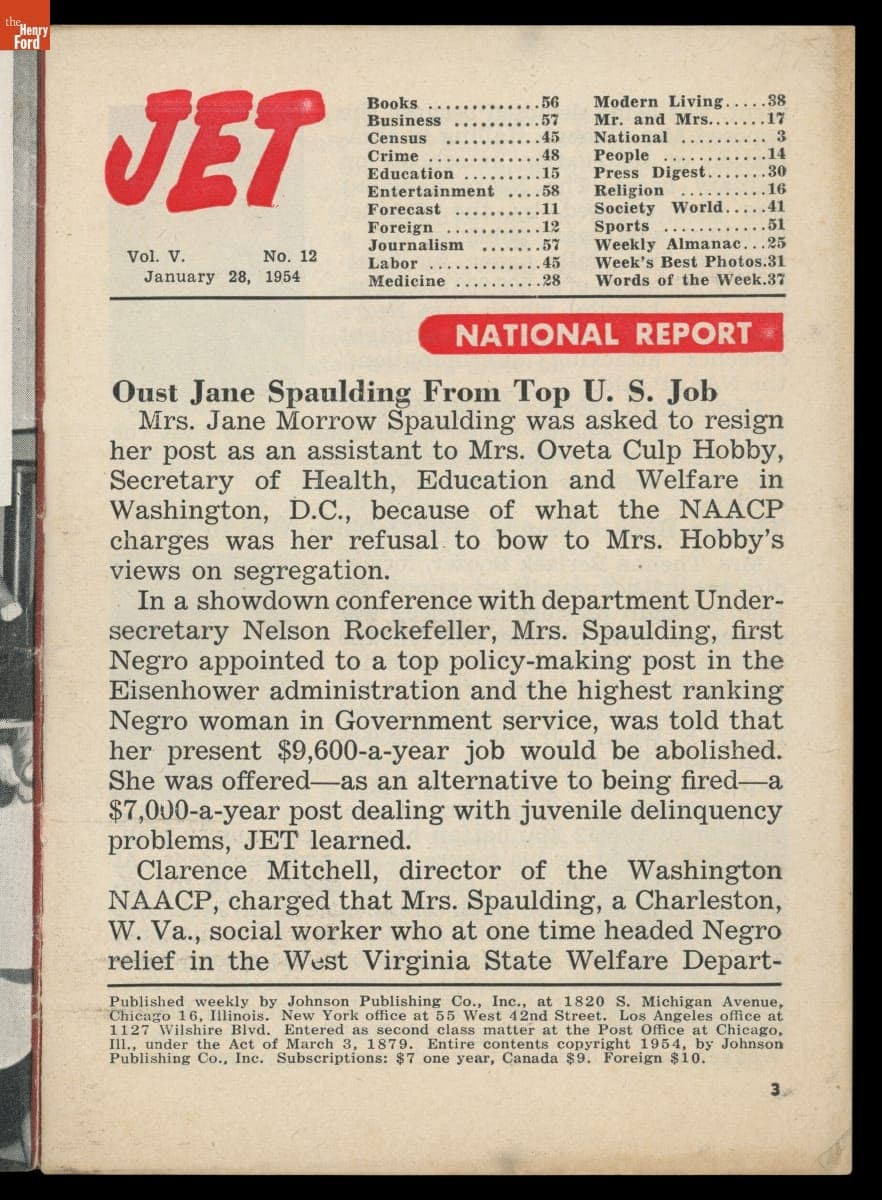 the Henry Ford
JET
Vol. V. No. 12
January 28, 1954
Books .............56
Business ..........57
Census ...........45
Crime .............48
Education .........15
Entertainment ....58
Forecast ..........11
Foreign ...........12
Journalism .......57
Labor .............45
Medicine ..........28
Modern Living.....38
Mr. and Mrs.......17
National .......... 3
People ............14
Press Digest.......30
Religion ..........16
Society World.....41
Sports ............51
Weekly Almanac...25
Week's Best Photos.31
Words of the Week.37
NATIONAL REPORT
Oust Jane Spaulding From Top U. S. Job
Mrs. Jane Morrow Spaulding was asked to resign
her post as an assistant to Mrs. Oveta Culp Hobby,
Secretary of Health, Education and Welfare in
Washington, D.C., because of what the NAACP
charges was her refusal to bow to Mrs. Hobby's
views on segregation.
In a showdown conference with department Under-
secretary Nelson Rockefeller, Mrs. Spaulding, first
Negro appointed to a top policy-making post in the
Eisenhower administration and the highest ranking
Negro woman in Government service, was told that
her present $9,600-a-year job would be abolished.
She was offered—as an alternative to being fired—a
$7,000-a-year post dealing with juvenile delinquency
problems, JET learned.
Clarence Mitchell, director of the Washington
NAACP, charged that Mrs. Spaulding, a Charleston,
W. Va., social worker who at one time headed Negro
relief in the West Virginia State Welfare Depart-
Published weekly by Johnson Publishing Co., Inc., at 1820 S. Michigan Avenue,
Chicago 16, Illinois. New York office at 55 West 42nd Street. Los Angeles office at
1127 Wilshire Blvd. Entered as second class matter at the Post Office at Chicago,
Ill., under the Act of March 3, 1879. Entire contents copyright 1954, by Johnson
Publishing Co., Inc. Subscriptions: $7 one year, Canada $9. Foreign $10.
3